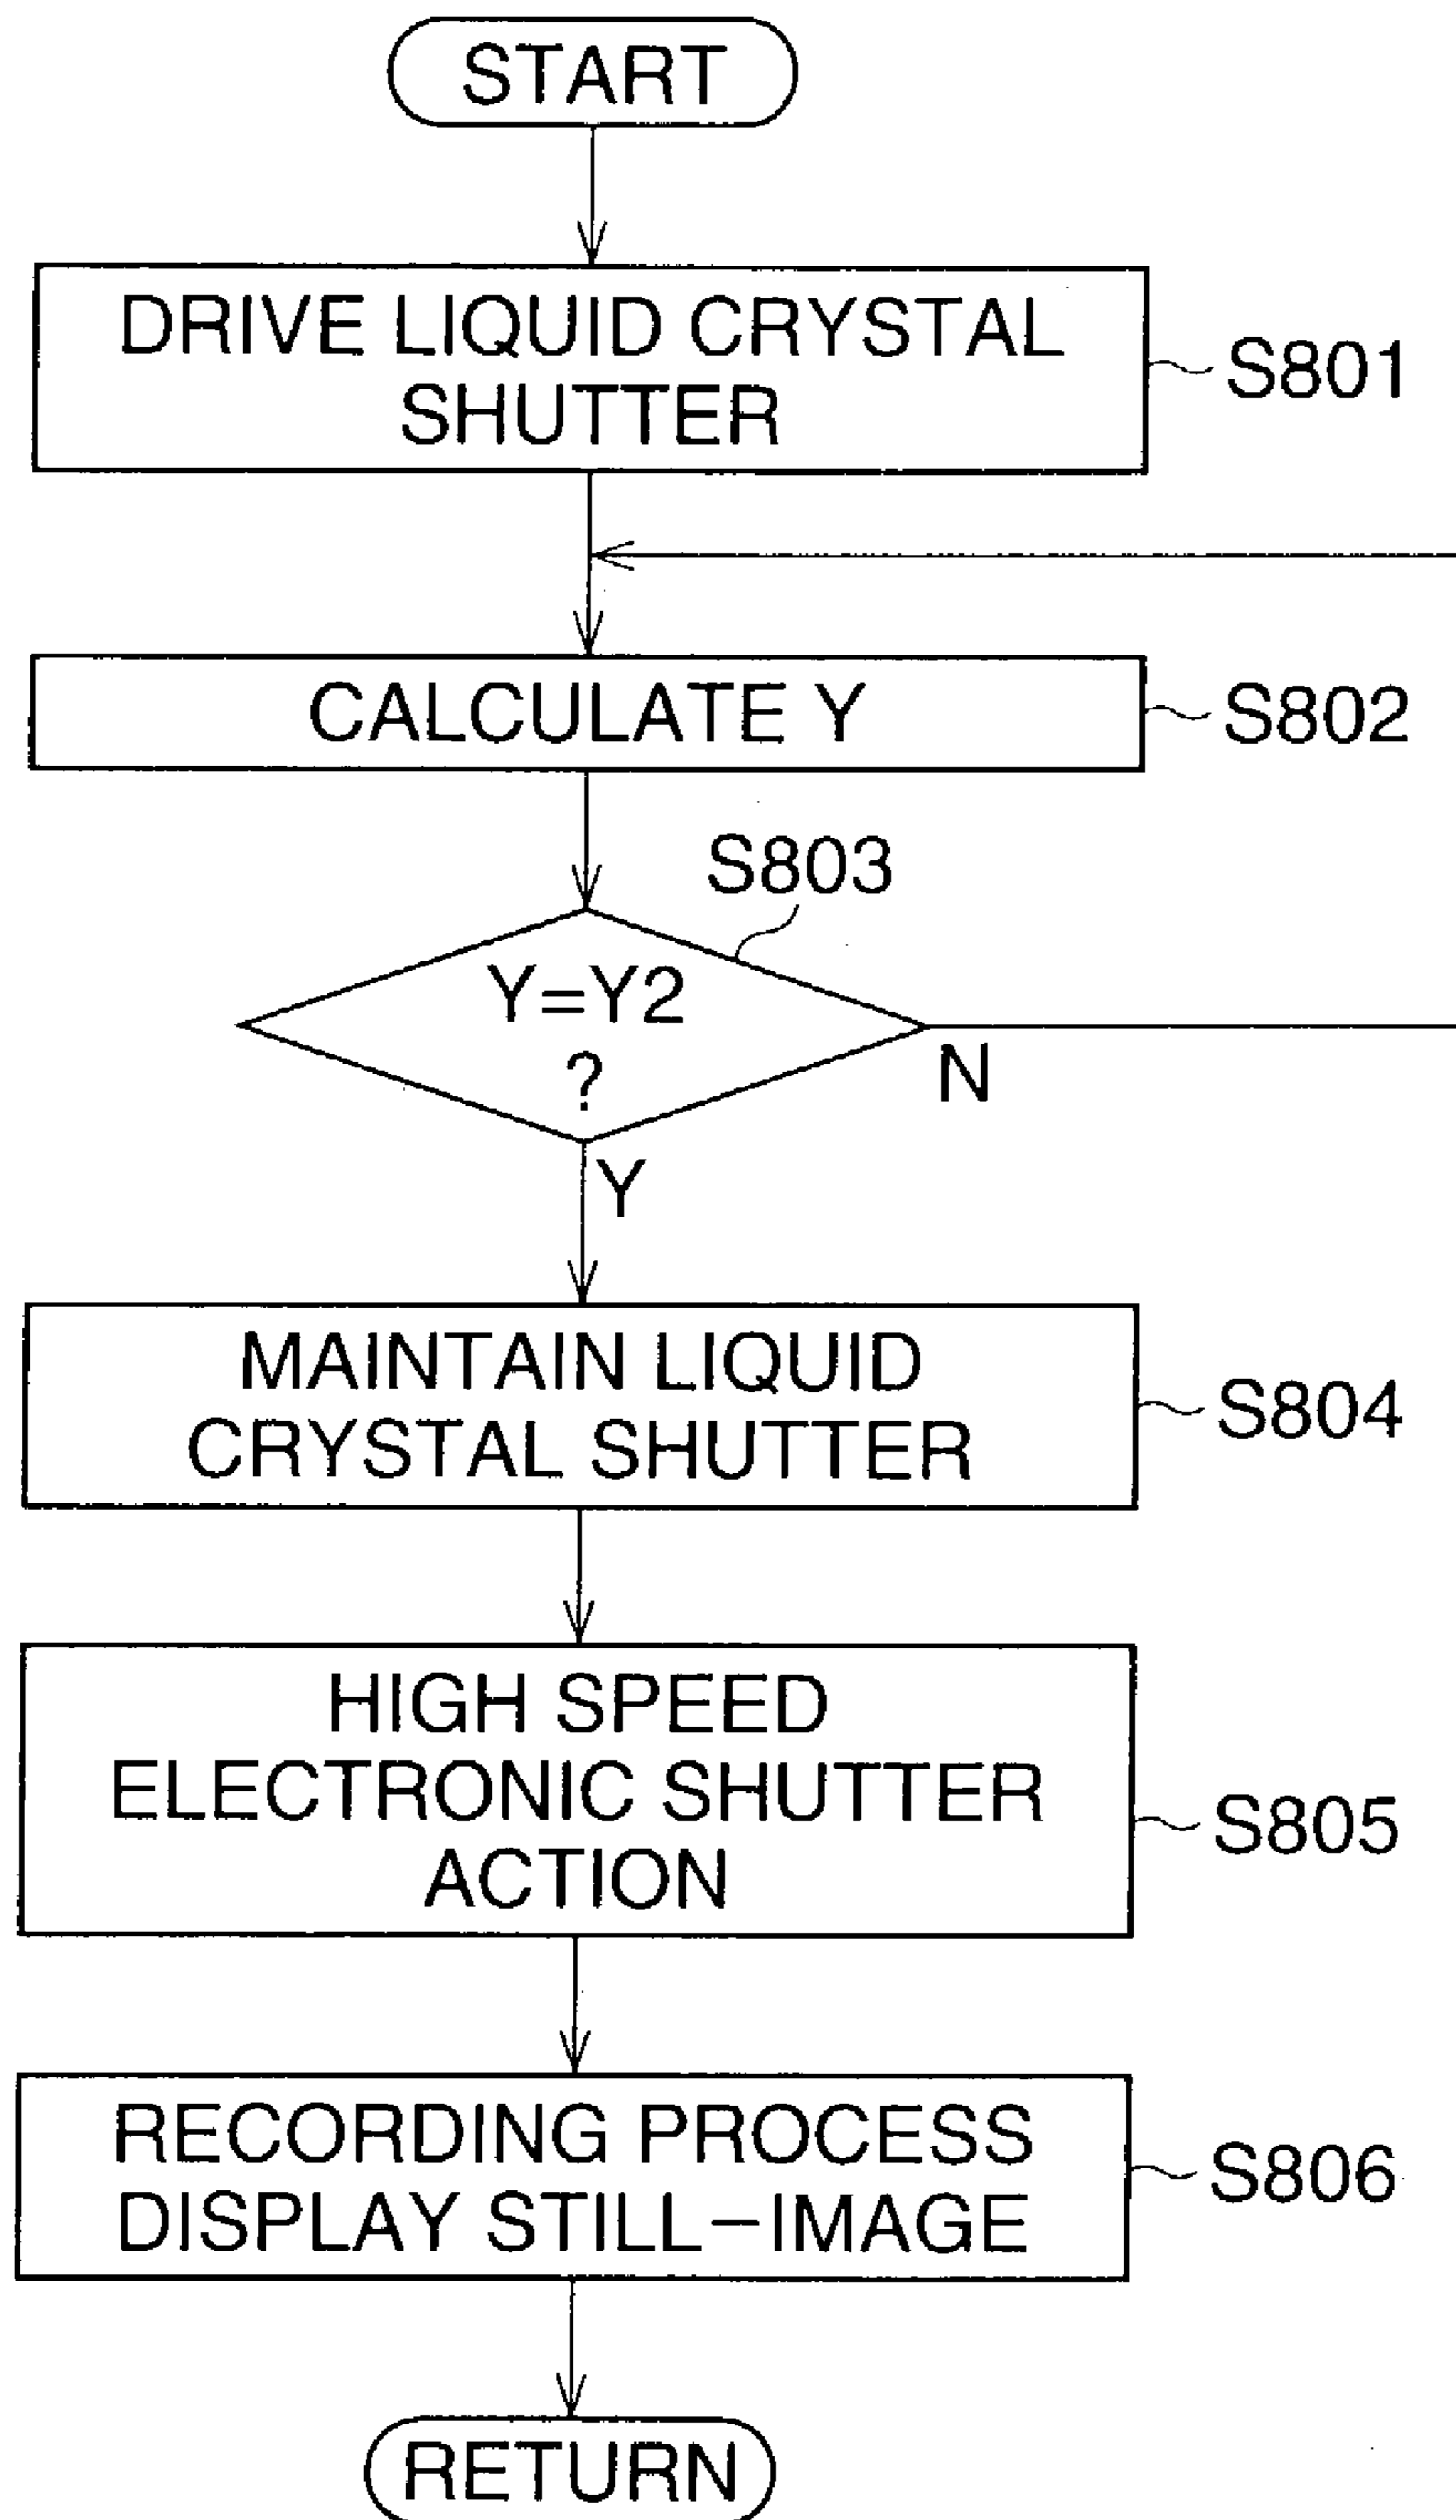 START
DRIVE LIQUID CRYSTAL
SHUTTER
S801
CALCULATE Y
S802
S803
Y=Y2
?
N
Y
MAINTAIN LIQUID
CRYSTAL SHUTTER
S804
HIGH SPEED
ELECTRONIC SHUTTER
ACTION
S805
RECORDING PROCESS
DISPLAY STILL-IMAGE
S806
RETURN